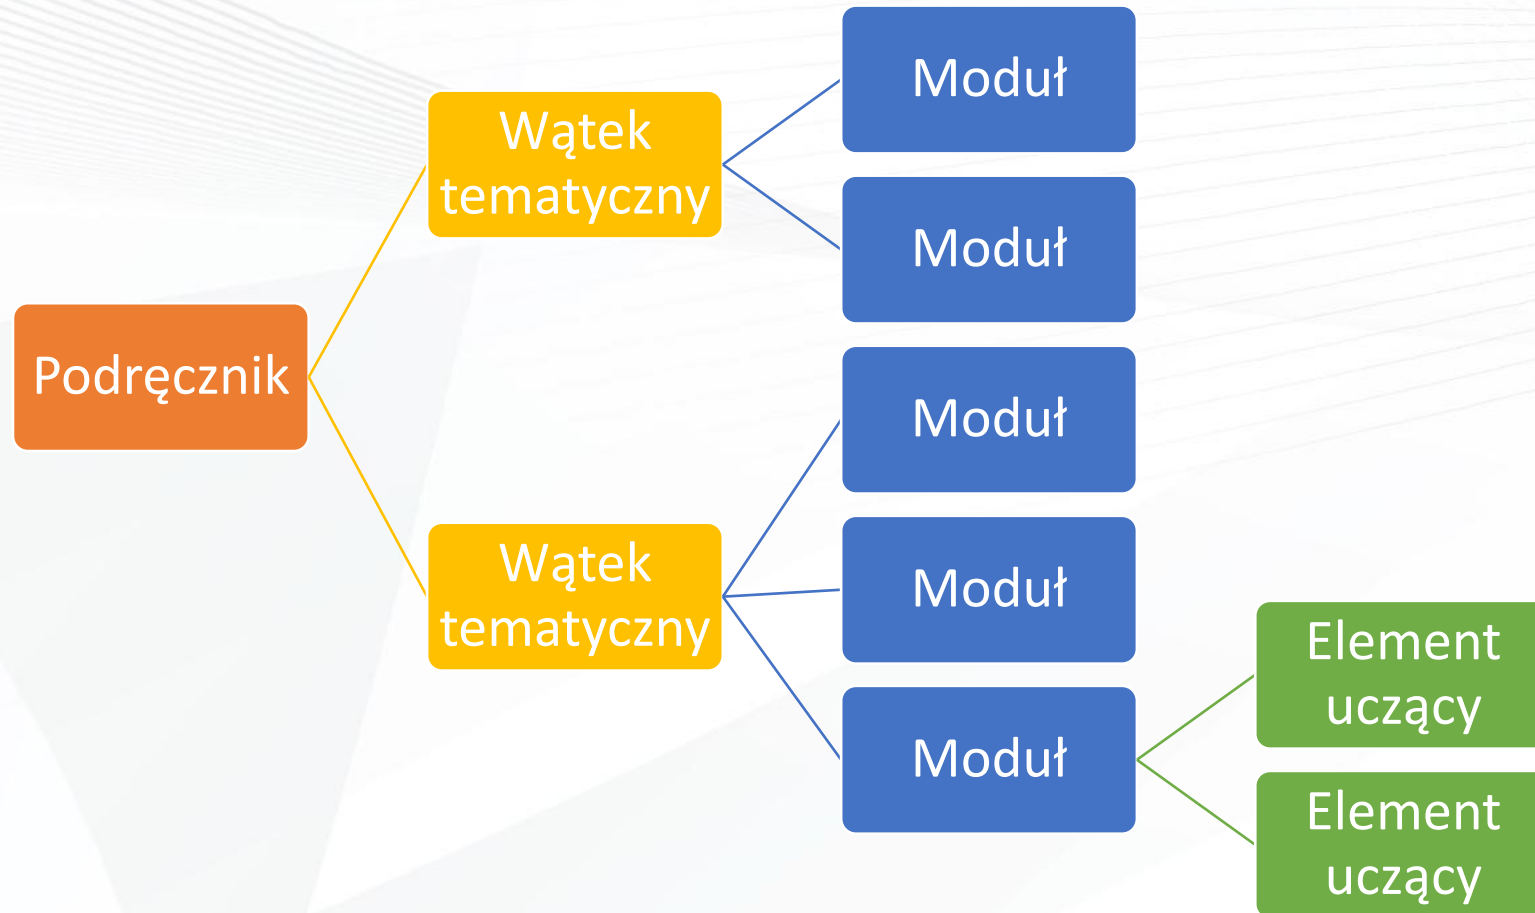 Podręcznik
Wątek
tematyczny
Moduł
Moduł
Wątek
tematyczny
Moduł
Moduł
Moduł
Element
uczący
Element
uczący